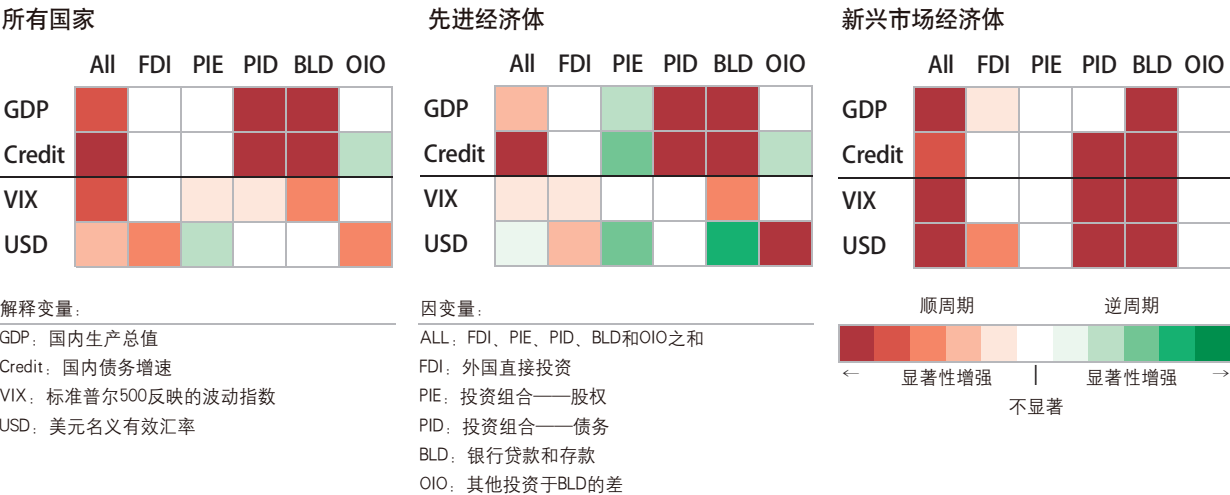 所有国家
All FDI PIE PID BLD OIO
GDP
Credit
VIX
USD
先进经济体
All FDI PIE PID BLD OIO
GDP
Credit
VIX
USD
新兴市场经济体
All FDI PIE PID BLD OIO
GDP
Credit
VIX
USD
解释变量：
GDP：国内生产总值
Credit：国内债务增速
VIX：标准普尔500反映的波动指数
USD：美元名义有效汇率
因变量：
ALL：FDI、PIE、PID、BLD和OIO之和
FDI：外国直接投资
PIE：投资组合——股权
PID：投资组合——债务
BLD：银行贷款和存款
OIO：其他投资于BLD的差
顺周期 逆周期
← 显著性增强 | 显著性增强 →
不显著